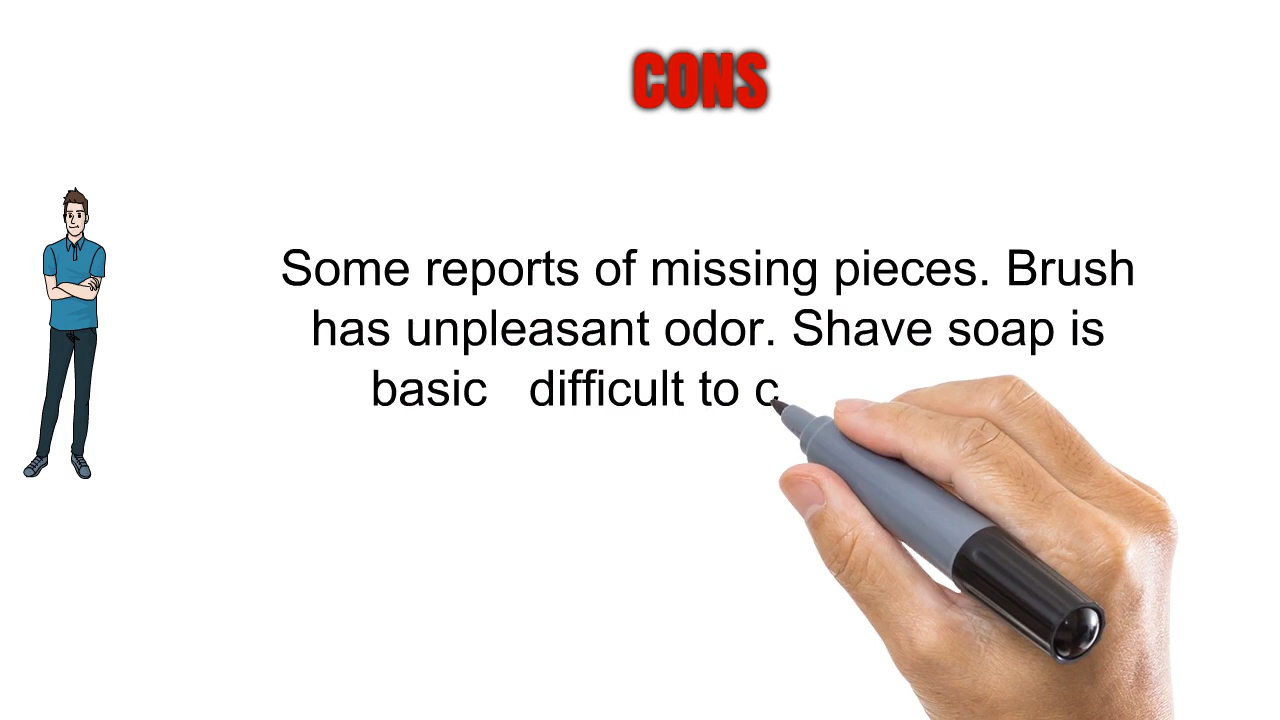 CONS
Some reports of missing pieces. Brush
has unpleasant odor. Shave soap is
basic difficult to c